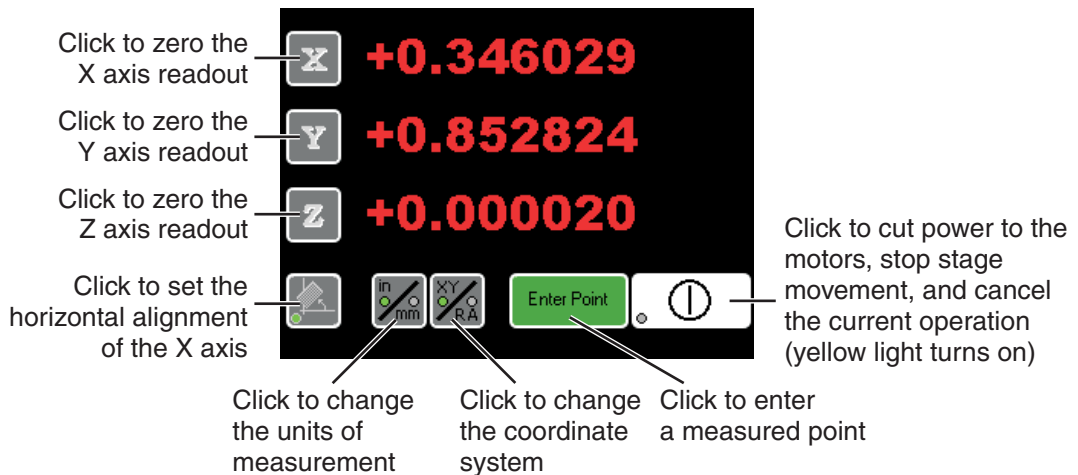 Click to zero the
X axis readout
X
+0.346029
Click to zero the
Y axis readout
Y
+0.852824
Click to zero the
Z axis readout
Z
+0.000020
Click to set the
horizontal alignment
of the X axis
in
mm
XY
RA
Enter Point
Click to cut power to the
motors, stop stage
movement, and cancel
the current operation
(yellow light turns on)
Click to change
the units of
measurement
Click to change
the coordinate
system
Click to enter
a measured point